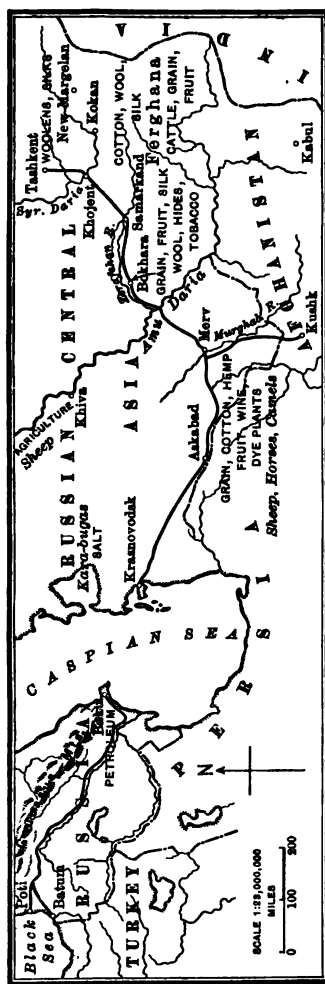 Black
Sea
Poti
Batum
RUSSIA
TURKEY
Baku
PETROLEUM
CASPIAN SEA
PERSIA
N
SCALE 1:23,000,000
MILES
100
200
RUSSIAN CENTRAL
ASIA
Kara-bugas
SALT
Krasnovodsk
AGRICULTURE
Sheep
Khiva
Askabad
GRAIN, COTTON, HEMP
FRUIT, WINE,
DYE PLANTS
Sheep, Horses, Camels
Merv
Murghab R.
Kushk
AFGHANISTAN
Amu Daria
Bokhara
Samarkand
GRAIN, FRUIT, SILK
WOOL, HIDES,
TOBACCO
Syr. Daria
Tashkent
WOOLENS,
New-Margelan
Khojent
Kokan
COTTON, WOOL,
SILK
Ferghana
CATTLE, GRAIN,
FRUIT
Kabul
INDIA